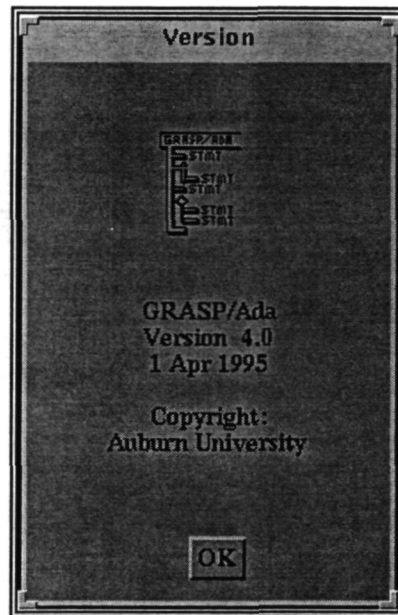 Version
GRASP/ADA
STMT
STMT
STMT
STMT
STMT
GRASP/Ada
Version 4.0
1 Apr 1995
Copyright:
Auburn University
OK